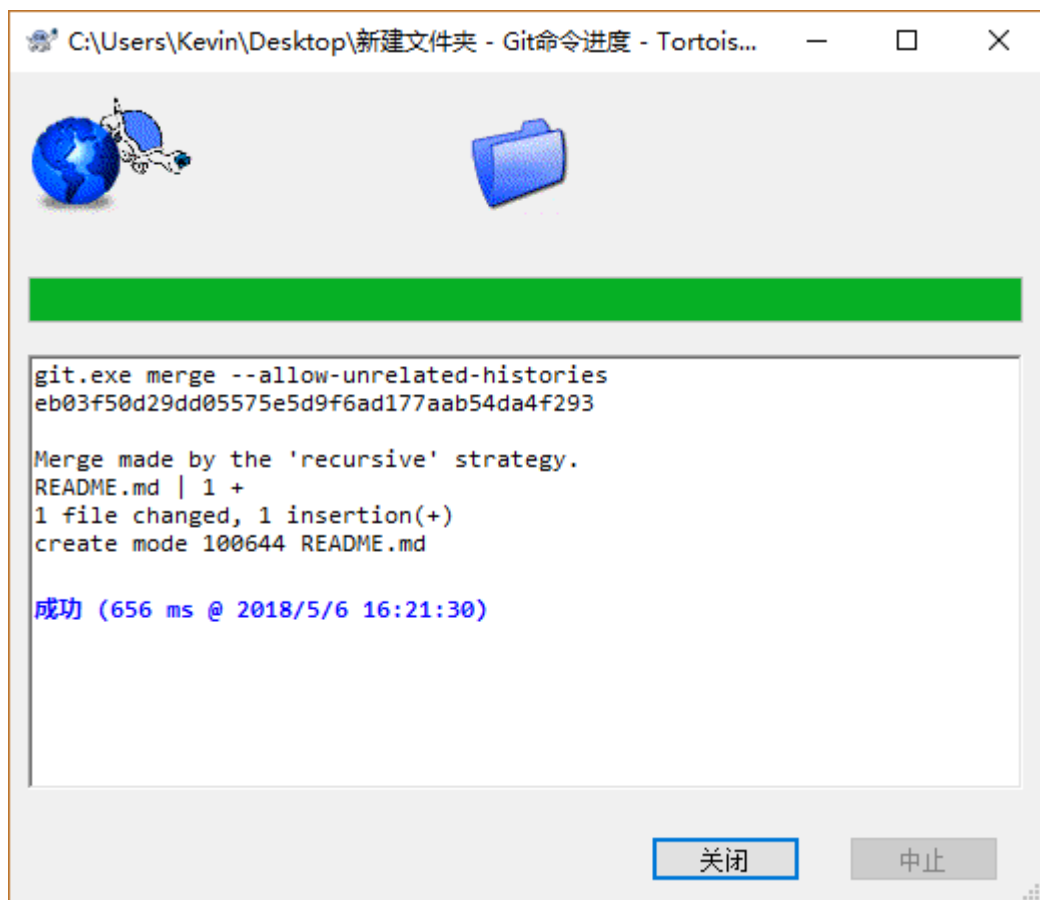 C:\Users\Kevin\Desktop\新建文件夹 - Git命令进度 - Tortois...
git.exe merge --allow-unrelated-histories
eb03f50d29dd05575e5d9f6ad177aab54da4f293
Merge made by the 'recursive' strategy.
README.md | 1 +
1 file changed, 1 insertion(+)
create mode 100644 README.md
成功 (656 ms @ 2018/5/6 16:21:30)
关闭
中止